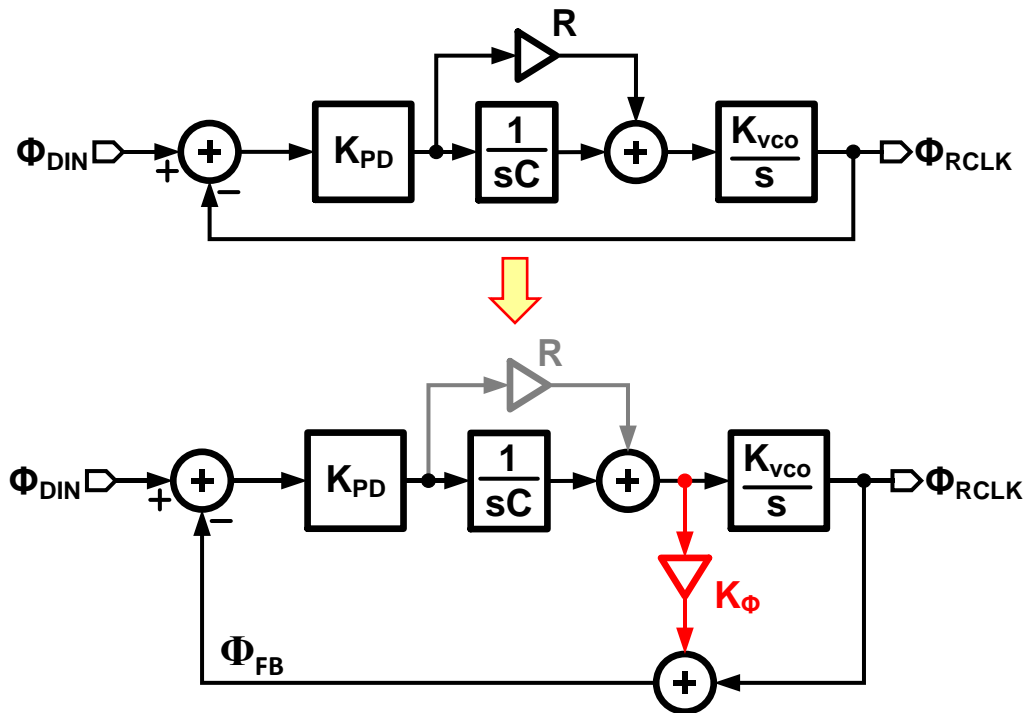 R
Φ_DIN + + − K_PD 1/sC + K_vco/s Φ_RCLK
R
Φ_DIN + + − K_PD 1/sC + K_vco/s Φ_RCLK
K_Φ
Φ_FB +